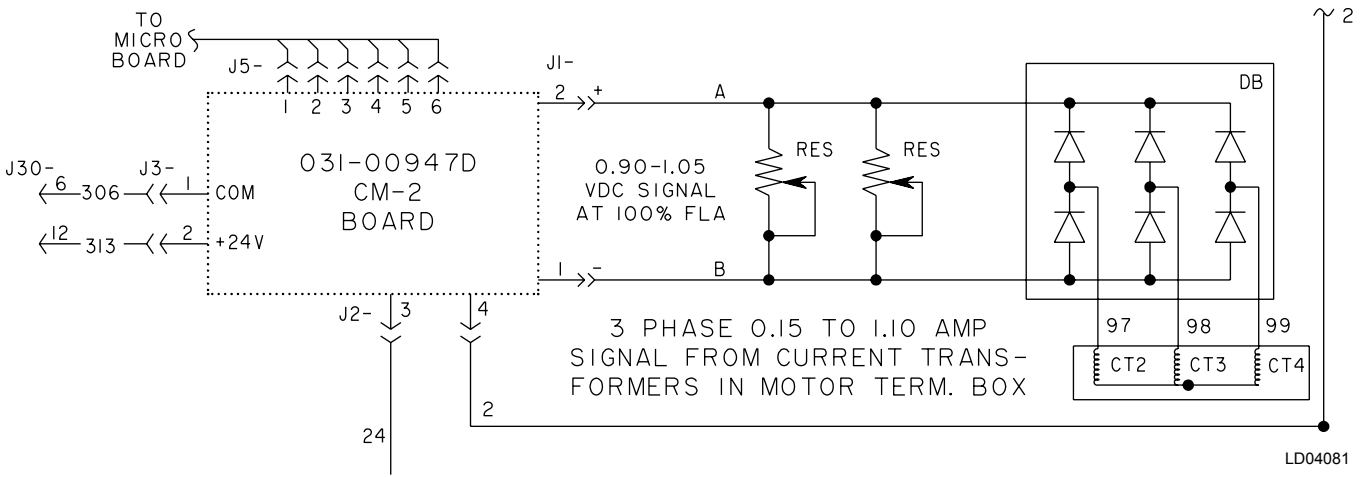 TO
MICRO
BOARD
2
J5-
1 2 3 4 5 6
J1-
2 +
A
DB
J30-
6
306
J3-
1
COM
12
313
2
+24V
031-00947D
CM-2
BOARD
0.90-1.05
VDC SIGNAL
AT 100% FLA
RES
RES
1 -
B
J2-
3
4
3 PHASE 0.15 TO 1.10 AMP
SIGNAL FROM CURRENT TRANS-
FORMERS IN MOTOR TERM. BOX
97
98
99
CT2
CT3
CT4
2
24
LD04081